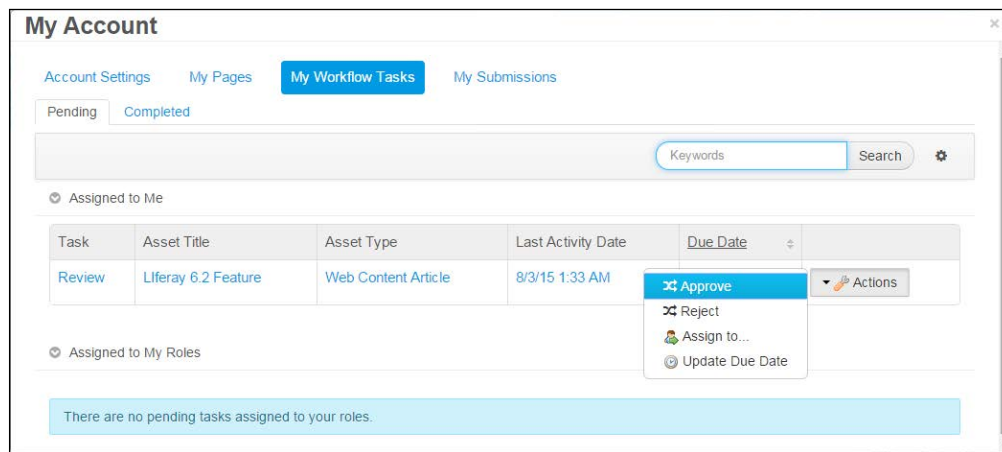 My Account
×
Account Settings My Pages My Workflow Tasks My Submissions
Pending Completed
Keywords Search
Assigned to Me
Task Asset Title Asset Type Last Activity Date Due Date
Review LIferay 6.2 Feature Web Content Article 8/3/15 1:33 AM Actions
Approve
Reject
Assign to...
Update Due Date
Assigned to My Roles
There are no pending tasks assigned to your roles.